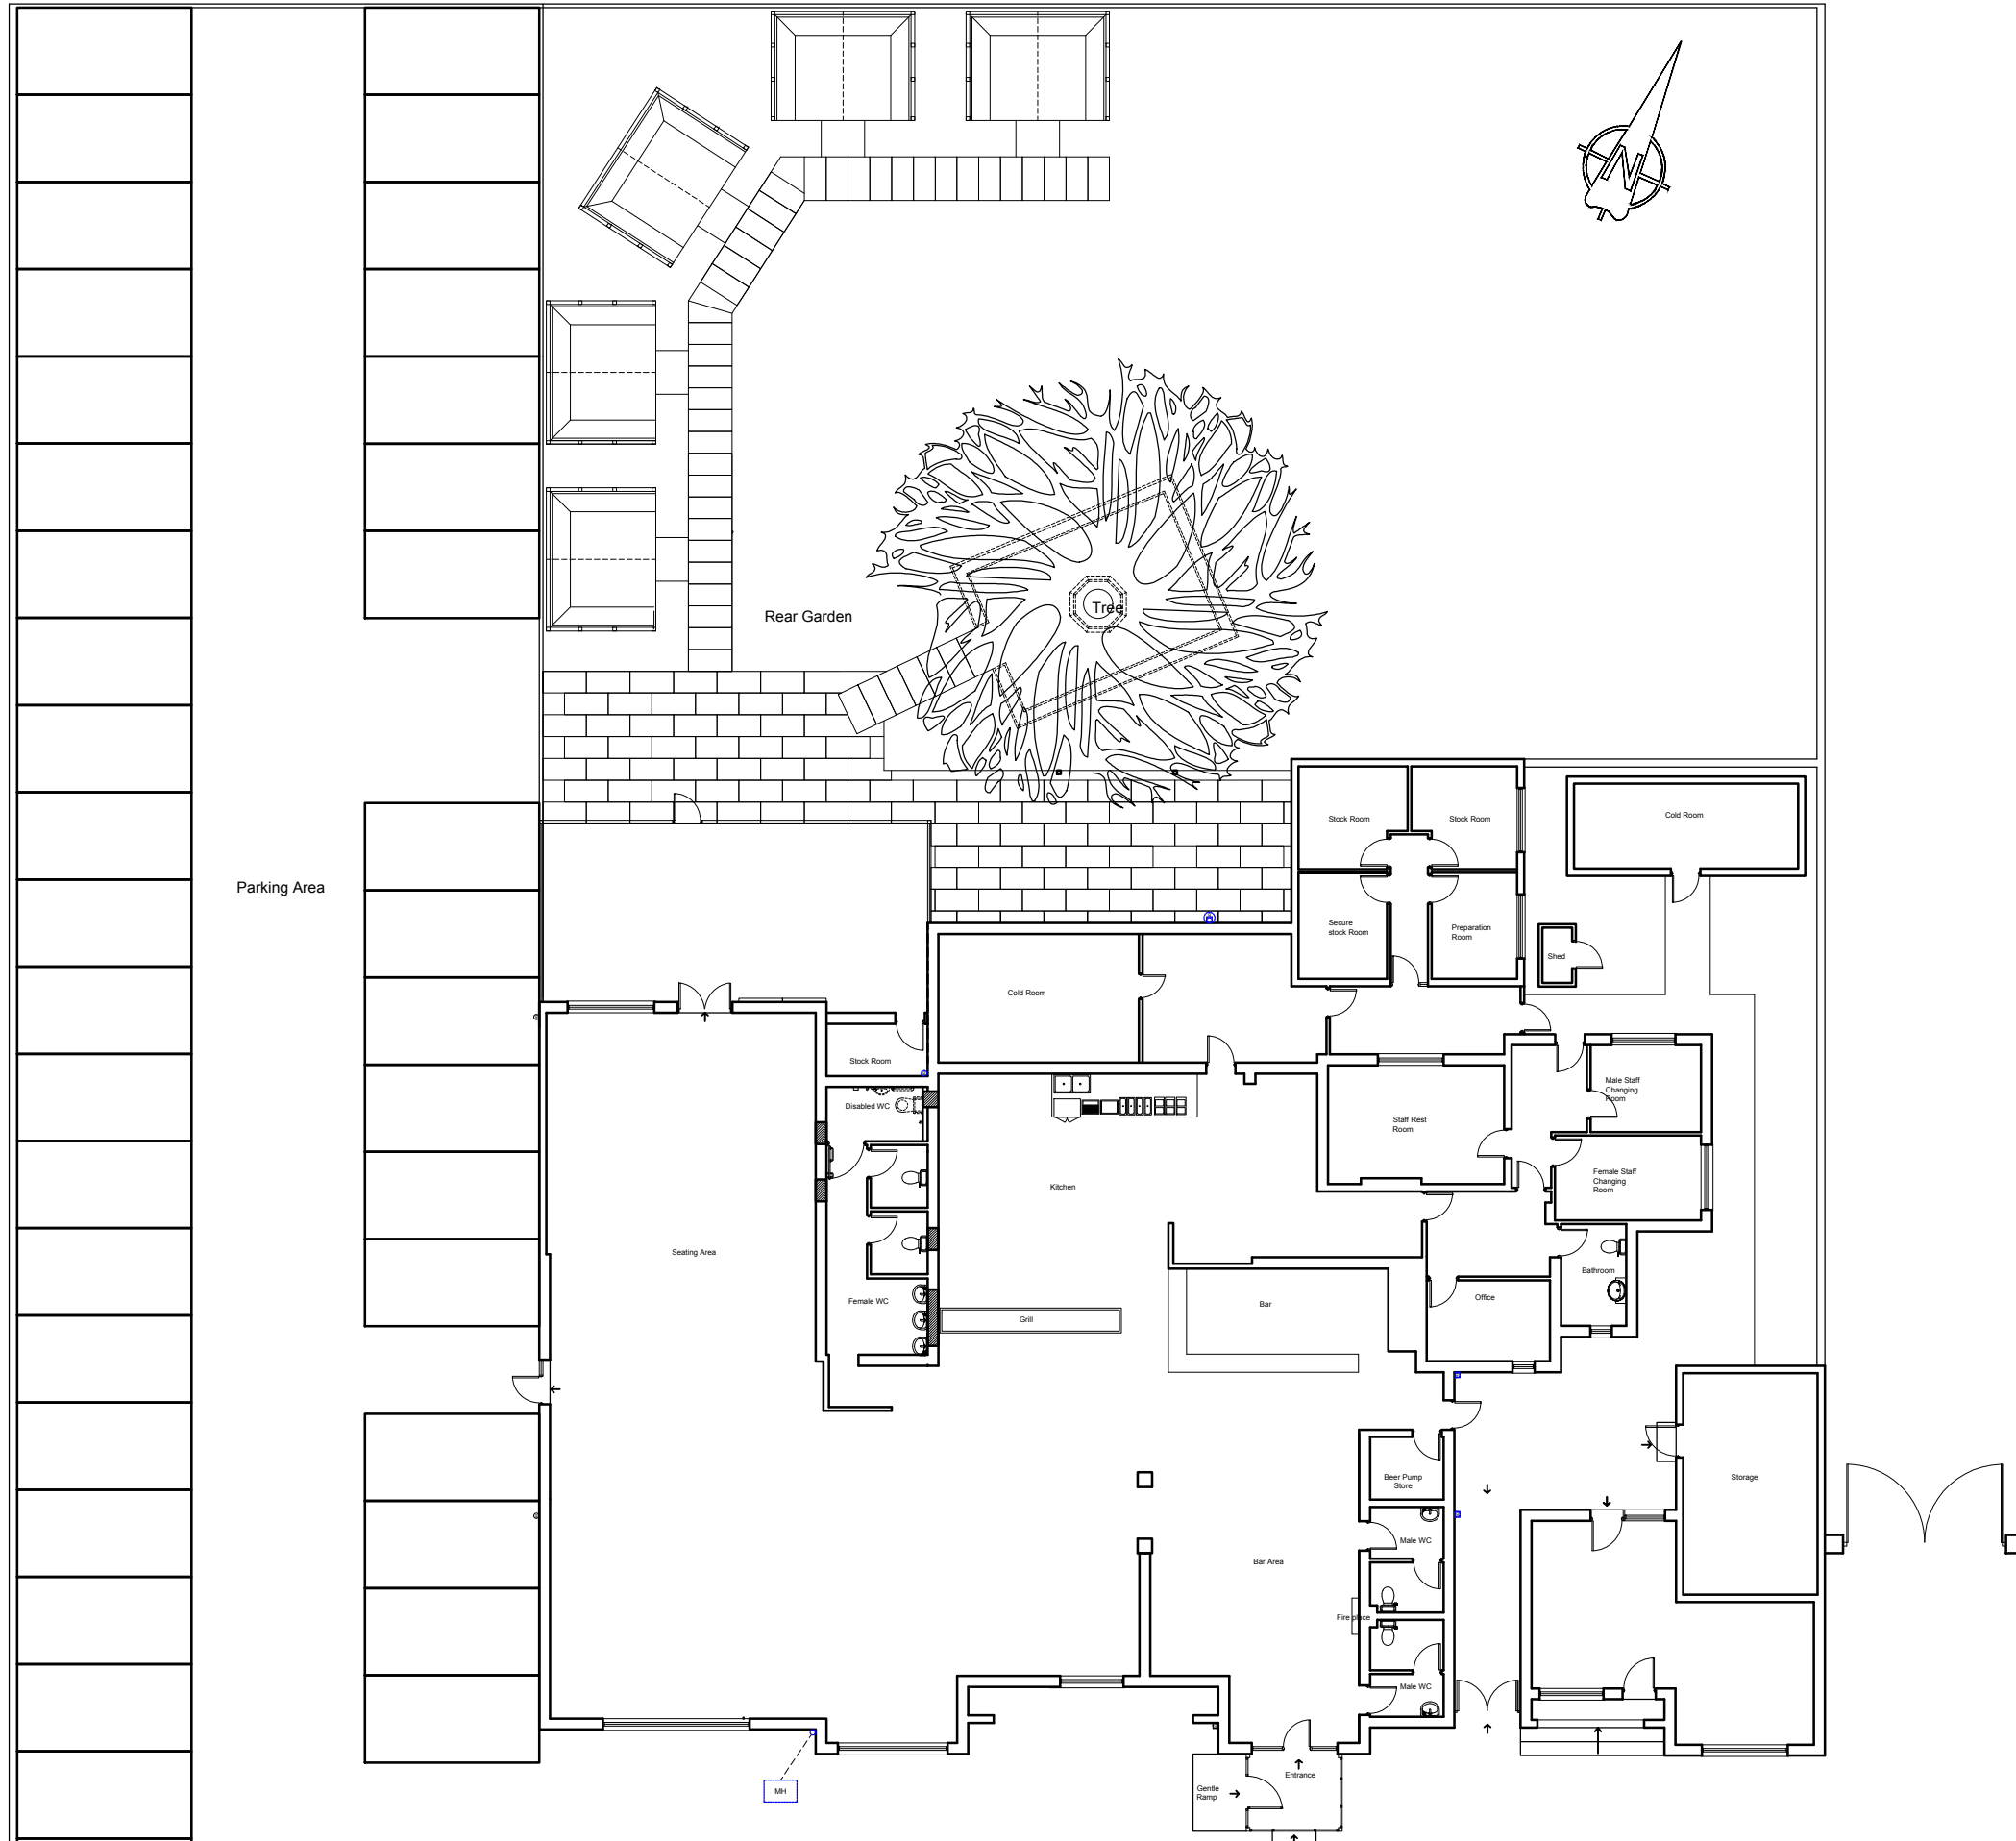 N
Tree
Rear Garden
Stock Room
Stock Room
Cold Room
Parking Area
Secure
stock Room
Preparation
Room
Shed
Cold Room
Stock Room
Male Staff
Changing
Room
Disabled WC
Staff Rest
Room
Female Staff
Changing
Room
Kitchen
Seating Area
Bathroom
Female WC
Office
Bar
Grill
Beer Pump
Store
Storage
Male WC
Bar Area
Fire place
Male WC
Entrance
Gentle
Ramp
MH